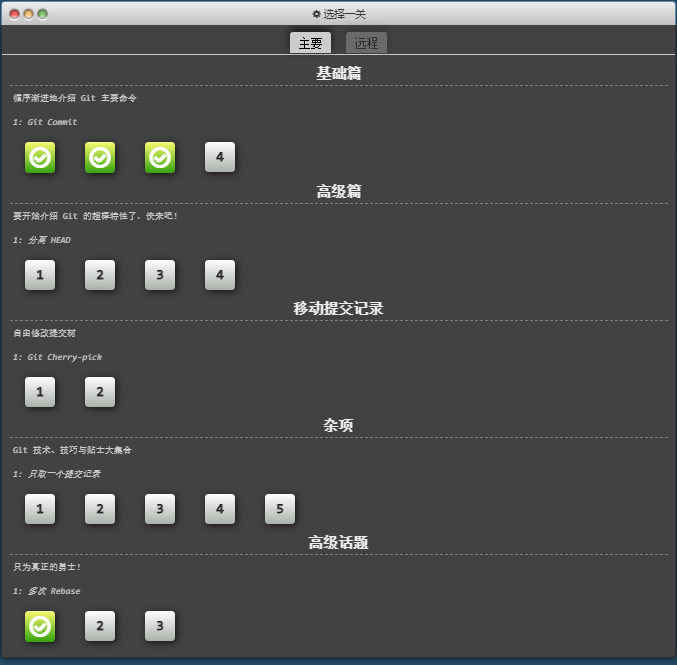 选择一关
主要 远程
基础篇
循序渐进地介绍 Git 主要命令
1: Git Commit
4
高级篇
要开始介绍 Git 的超棒特性了，快来吧！
1: 分离 HEAD
1 2 3 4
移动提交记录
自由修改提交树
1: Git Cherry-pick
1 2
杂项
Git 技术、技巧与贴士大集合
1: 只取一个提交记录
1 2 3 4 5
高级话题
只为真正的勇士！
1: 多次 Rebase
2 3